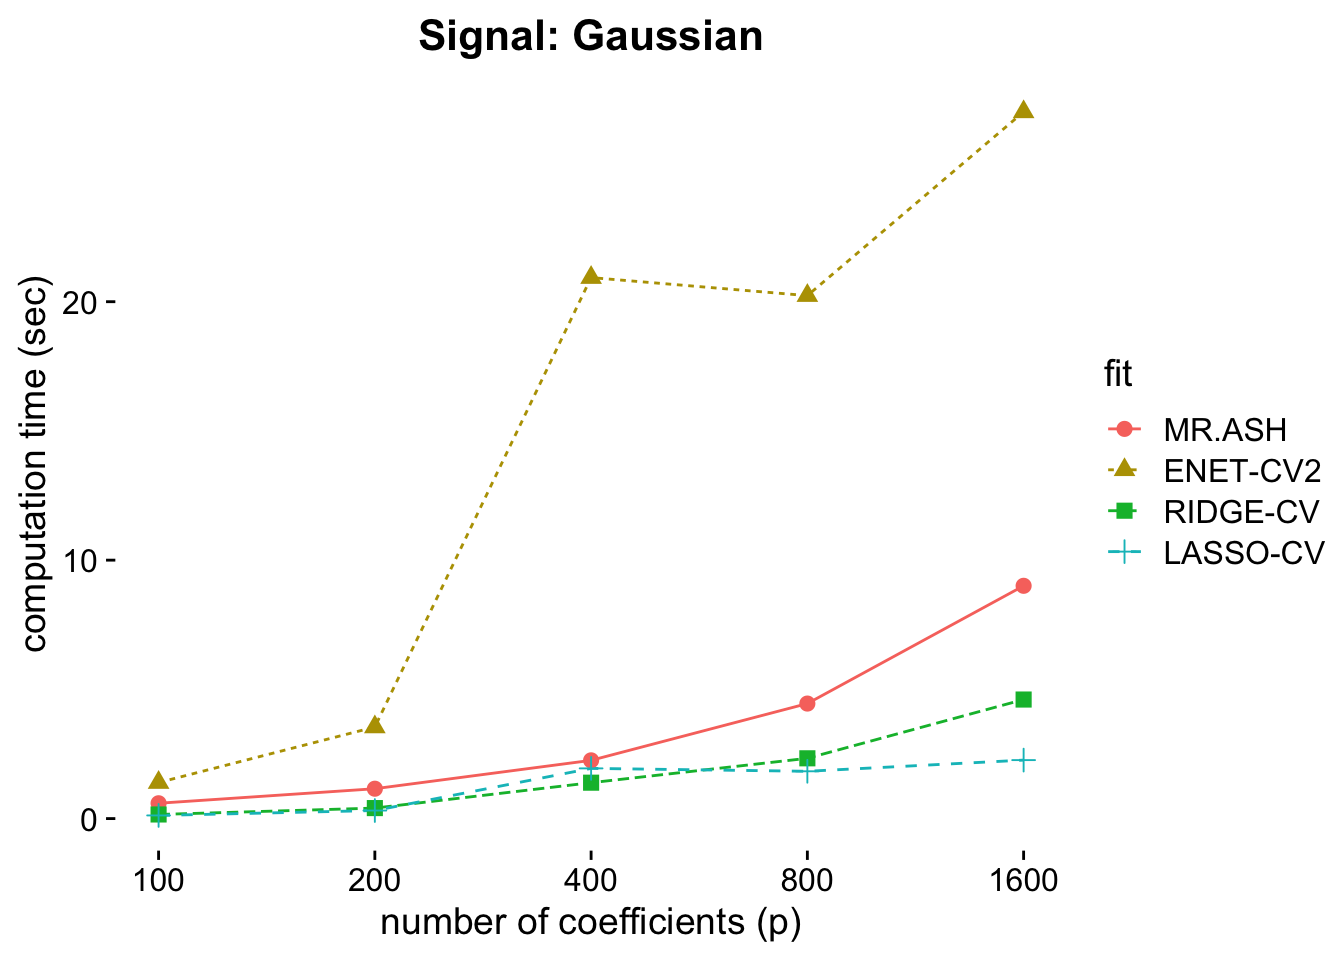 Signal: Gaussian
computation time (sec)
20
10
0
100 200 400 800 1600
number of coefficients (p)
fit
MR.ASH
ENET-CV2
RIDGE-CV
LASSO-CV